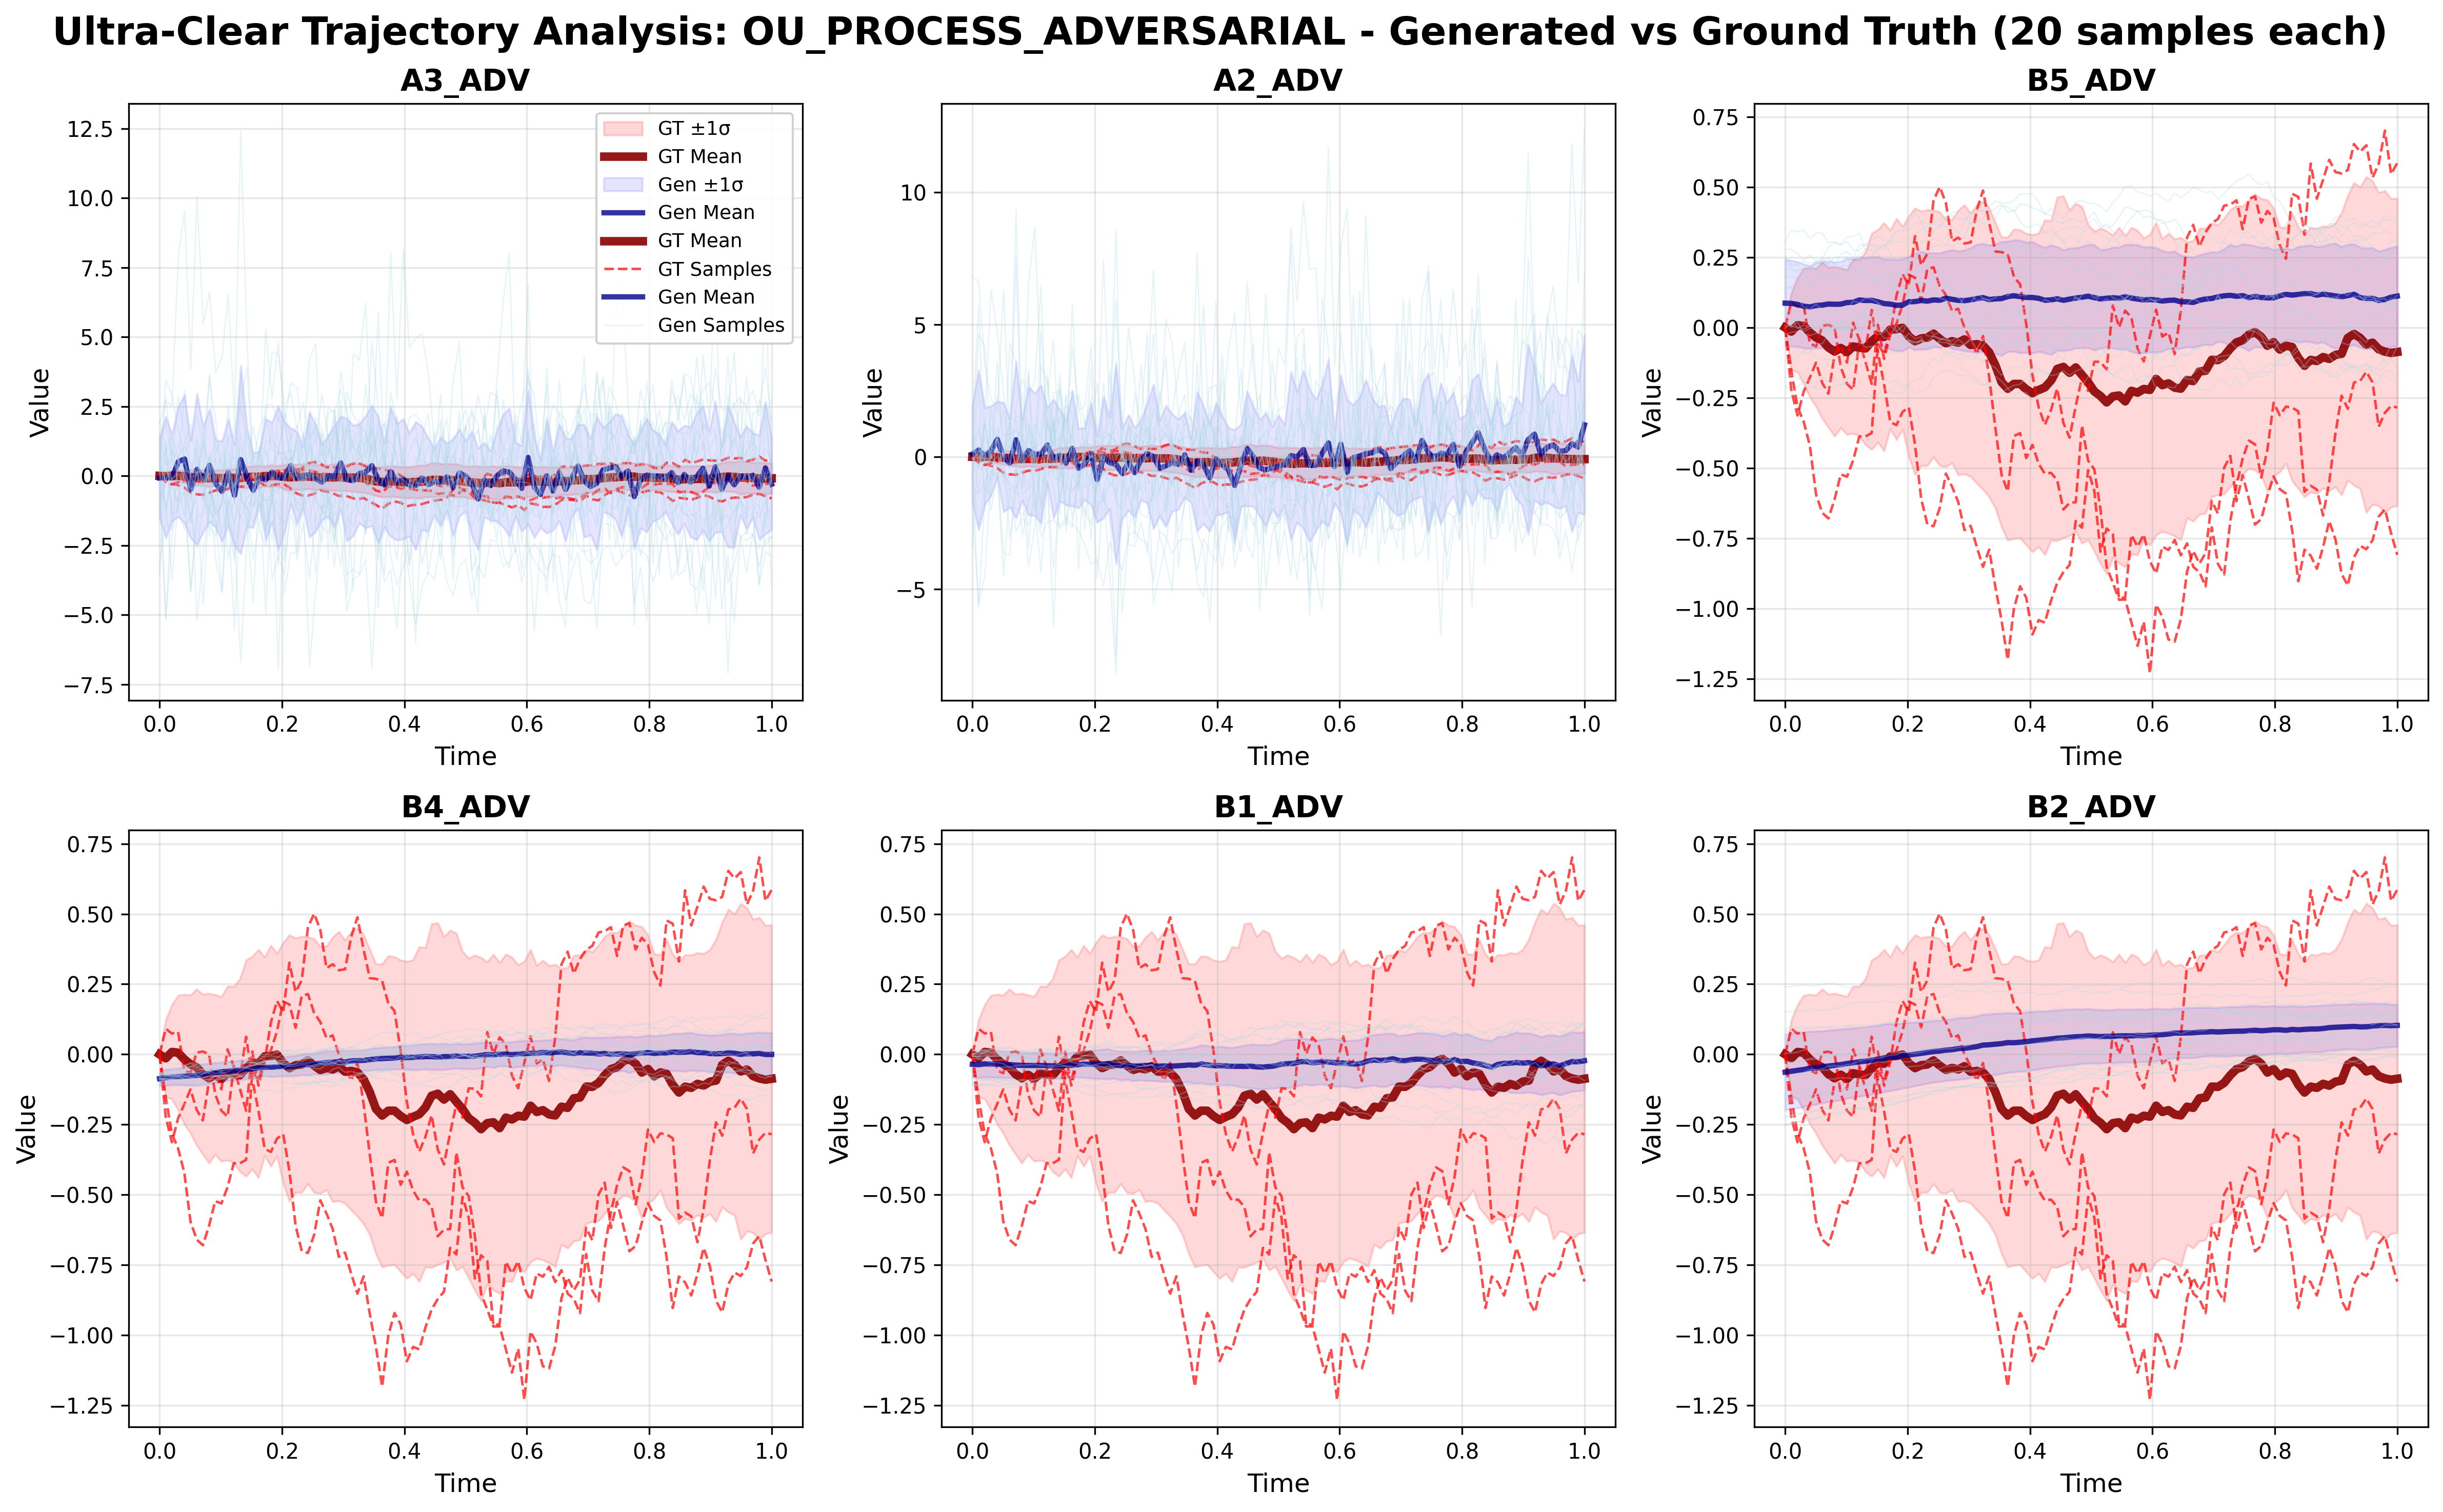 Ultra-Clear Trajectory Analysis: OU_PROCESS_ADVERSARIAL - Generated vs Ground Truth (20 samples each)
A3_ADV
12.5
10.0
7.5
5.0
2.5
0.0
−2.5
−5.0
−7.5
Value
0.0 0.2 0.4 0.6 0.8 1.0
Time
GT ±1σ
GT Mean
Gen ±1σ
Gen Mean
GT Mean
GT Samples
Gen Mean
Gen Samples
A2_ADV
10
5
0
−5
Value
0.0 0.2 0.4 0.6 0.8 1.0
Time
B5_ADV
0.75
0.50
0.25
0.00
−0.25
−0.50
−0.75
−1.00
−1.25
Value
0.0 0.2 0.4 0.6 0.8 1.0
Time
B4_ADV
0.75
0.50
0.25
0.00
−0.25
−0.50
−0.75
−1.00
−1.25
Value
0.0 0.2 0.4 0.6 0.8 1.0
Time
B1_ADV
0.75
0.50
0.25
0.00
−0.25
−0.50
−0.75
−1.00
−1.25
Value
0.0 0.2 0.4 0.6 0.8 1.0
Time
B2_ADV
0.75
0.50
0.25
0.00
−0.25
−0.50
−0.75
−1.00
−1.25
Value
0.0 0.2 0.4 0.6 0.8 1.0
Time